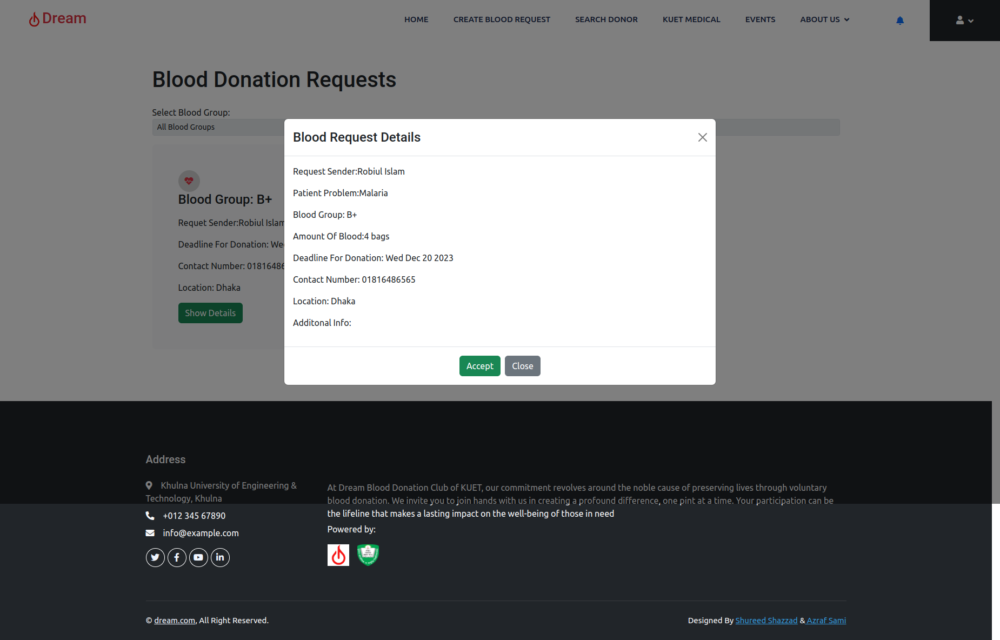 Dream
HOME CREATE BLOOD REQUEST SEARCH DONOR KUET MEDICAL EVENTS ABOUT US
Blood Donation Requests
Select Blood Group:
All Blood Groups
Blood Group: B+
Requet Sender:Robiul Islam
Deadline For Donation: We
Contact Number: 01816486
Location: Dhaka
Show Details
Blood Request Details
Request Sender:Robiul Islam
Patient Problem:Malaria
Blood Group: B+
Amount Of Blood:4 bags
Deadline For Donation: Wed Dec 20 2023
Contact Number: 01816486565
Location: Dhaka
Additonal Info:
Accept Close
Address
Khulna University of Engineering &
Technology, Khulna
+012 345 67890
info@example.com
At Dream Blood Donation Club of KUET, our commitment revolves around the noble cause of preserving lives through voluntary
blood donation. We invite you to join hands with us in creating a profound difference, one pint at a time. Your participation can be
the lifeline that makes a lasting impact on the well-being of those in need
Powered by:
© dream.com, All Right Reserved.
Designed By Shureed Shazzad & Azraf Sami